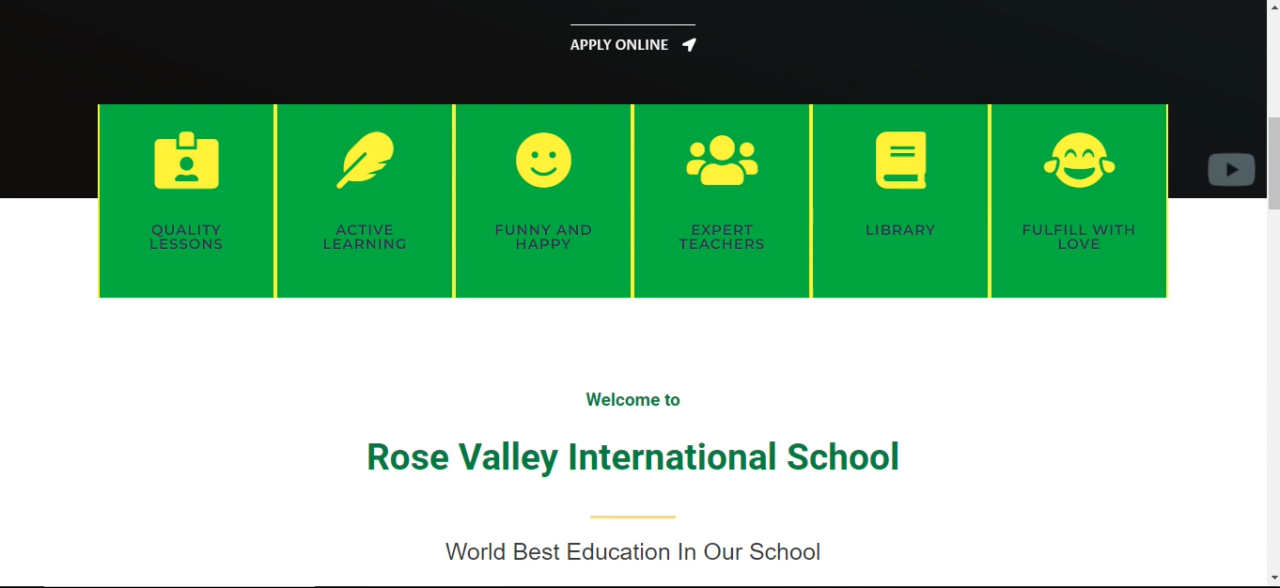 APPLY ONLINE
QUALITY
LESSONS
ACTIVE
LEARNING
FUNNY AND
HAPPY
EXPERT
TEACHERS
LIBRARY
FULFILL WITH
LOVE
Welcome to
Rose Valley International School
World Best Education In Our School